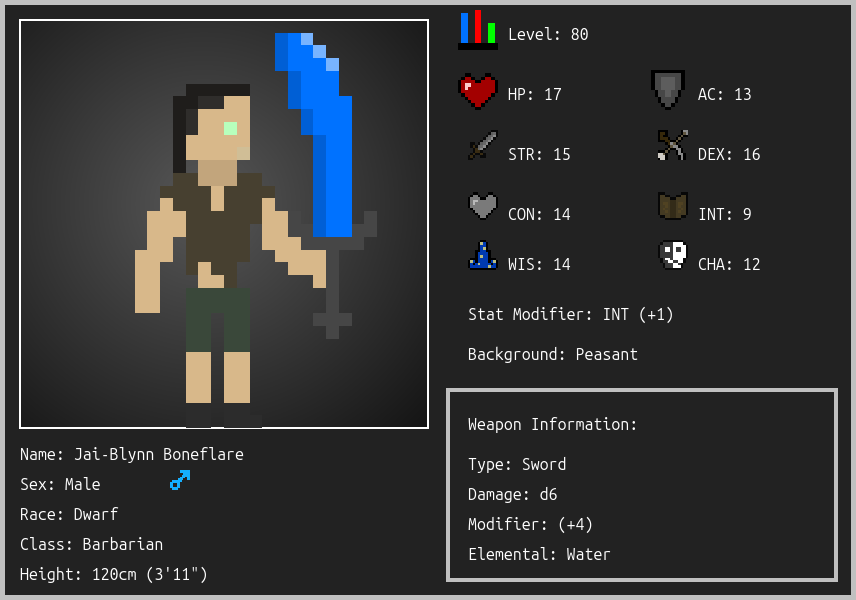 Level: 80
HP: 17
AC: 13
STR: 15
DEX: 16
CON: 14
INT: 9
WIS: 14
CHA: 12
Stat Modifier: INT (+1)
Background: Peasant
Name: Jai-Blynn Boneflare
Sex: Male
Race: Dwarf
Class: Barbarian
Height: 120cm (3'11")
Weapon Information:
Type: Sword
Damage: d6
Modifier: (+4)
Elemental: Water